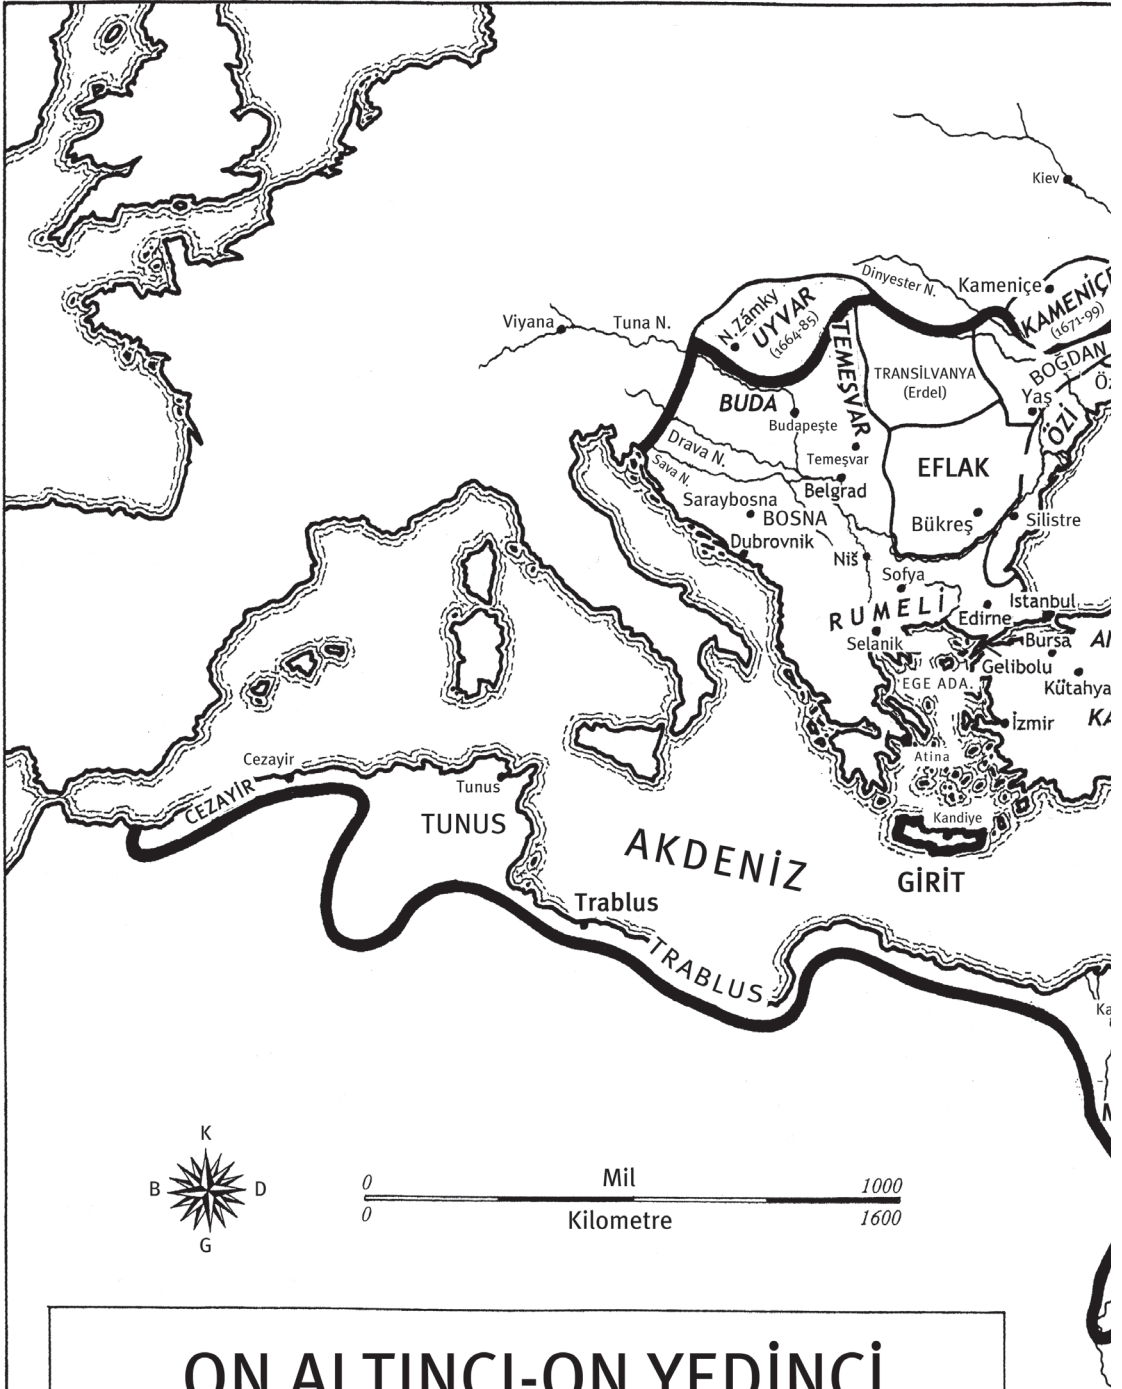 Kiev
Dinyester N.
Kameniçe
KAMENİÇE
(1671-99)
N. Zámky
UYVAR
(1664-85)
Viyana
Tuna N.
TEMEŞVAR
BOĞDAN
TRANSİLVANYA
(Erdel)
Yaş
ÖZİ
BUDA
Budapeşte
Drava N.
Temeşvar
EFLAK
Sava N.
Belgrad
Saraybosna
BOSNA
Bükreş
Silistre
Dubrovnik
Niš
Sofya
RUMELİ
Istanbul
Edirne
Selanik
Bursa
Gelibolu
EGE ADA.
Kütahya
İzmir
Atina
Cezayir
CEZAYİR
Tunus
TUNUS
Kandiye
AKDENİZ
GİRİT
Trablus
TRABLUS
K
B D
G
0 Mil 1000
0 Kilometre 1600
ON ALTINCI-ON YEDİNCİ